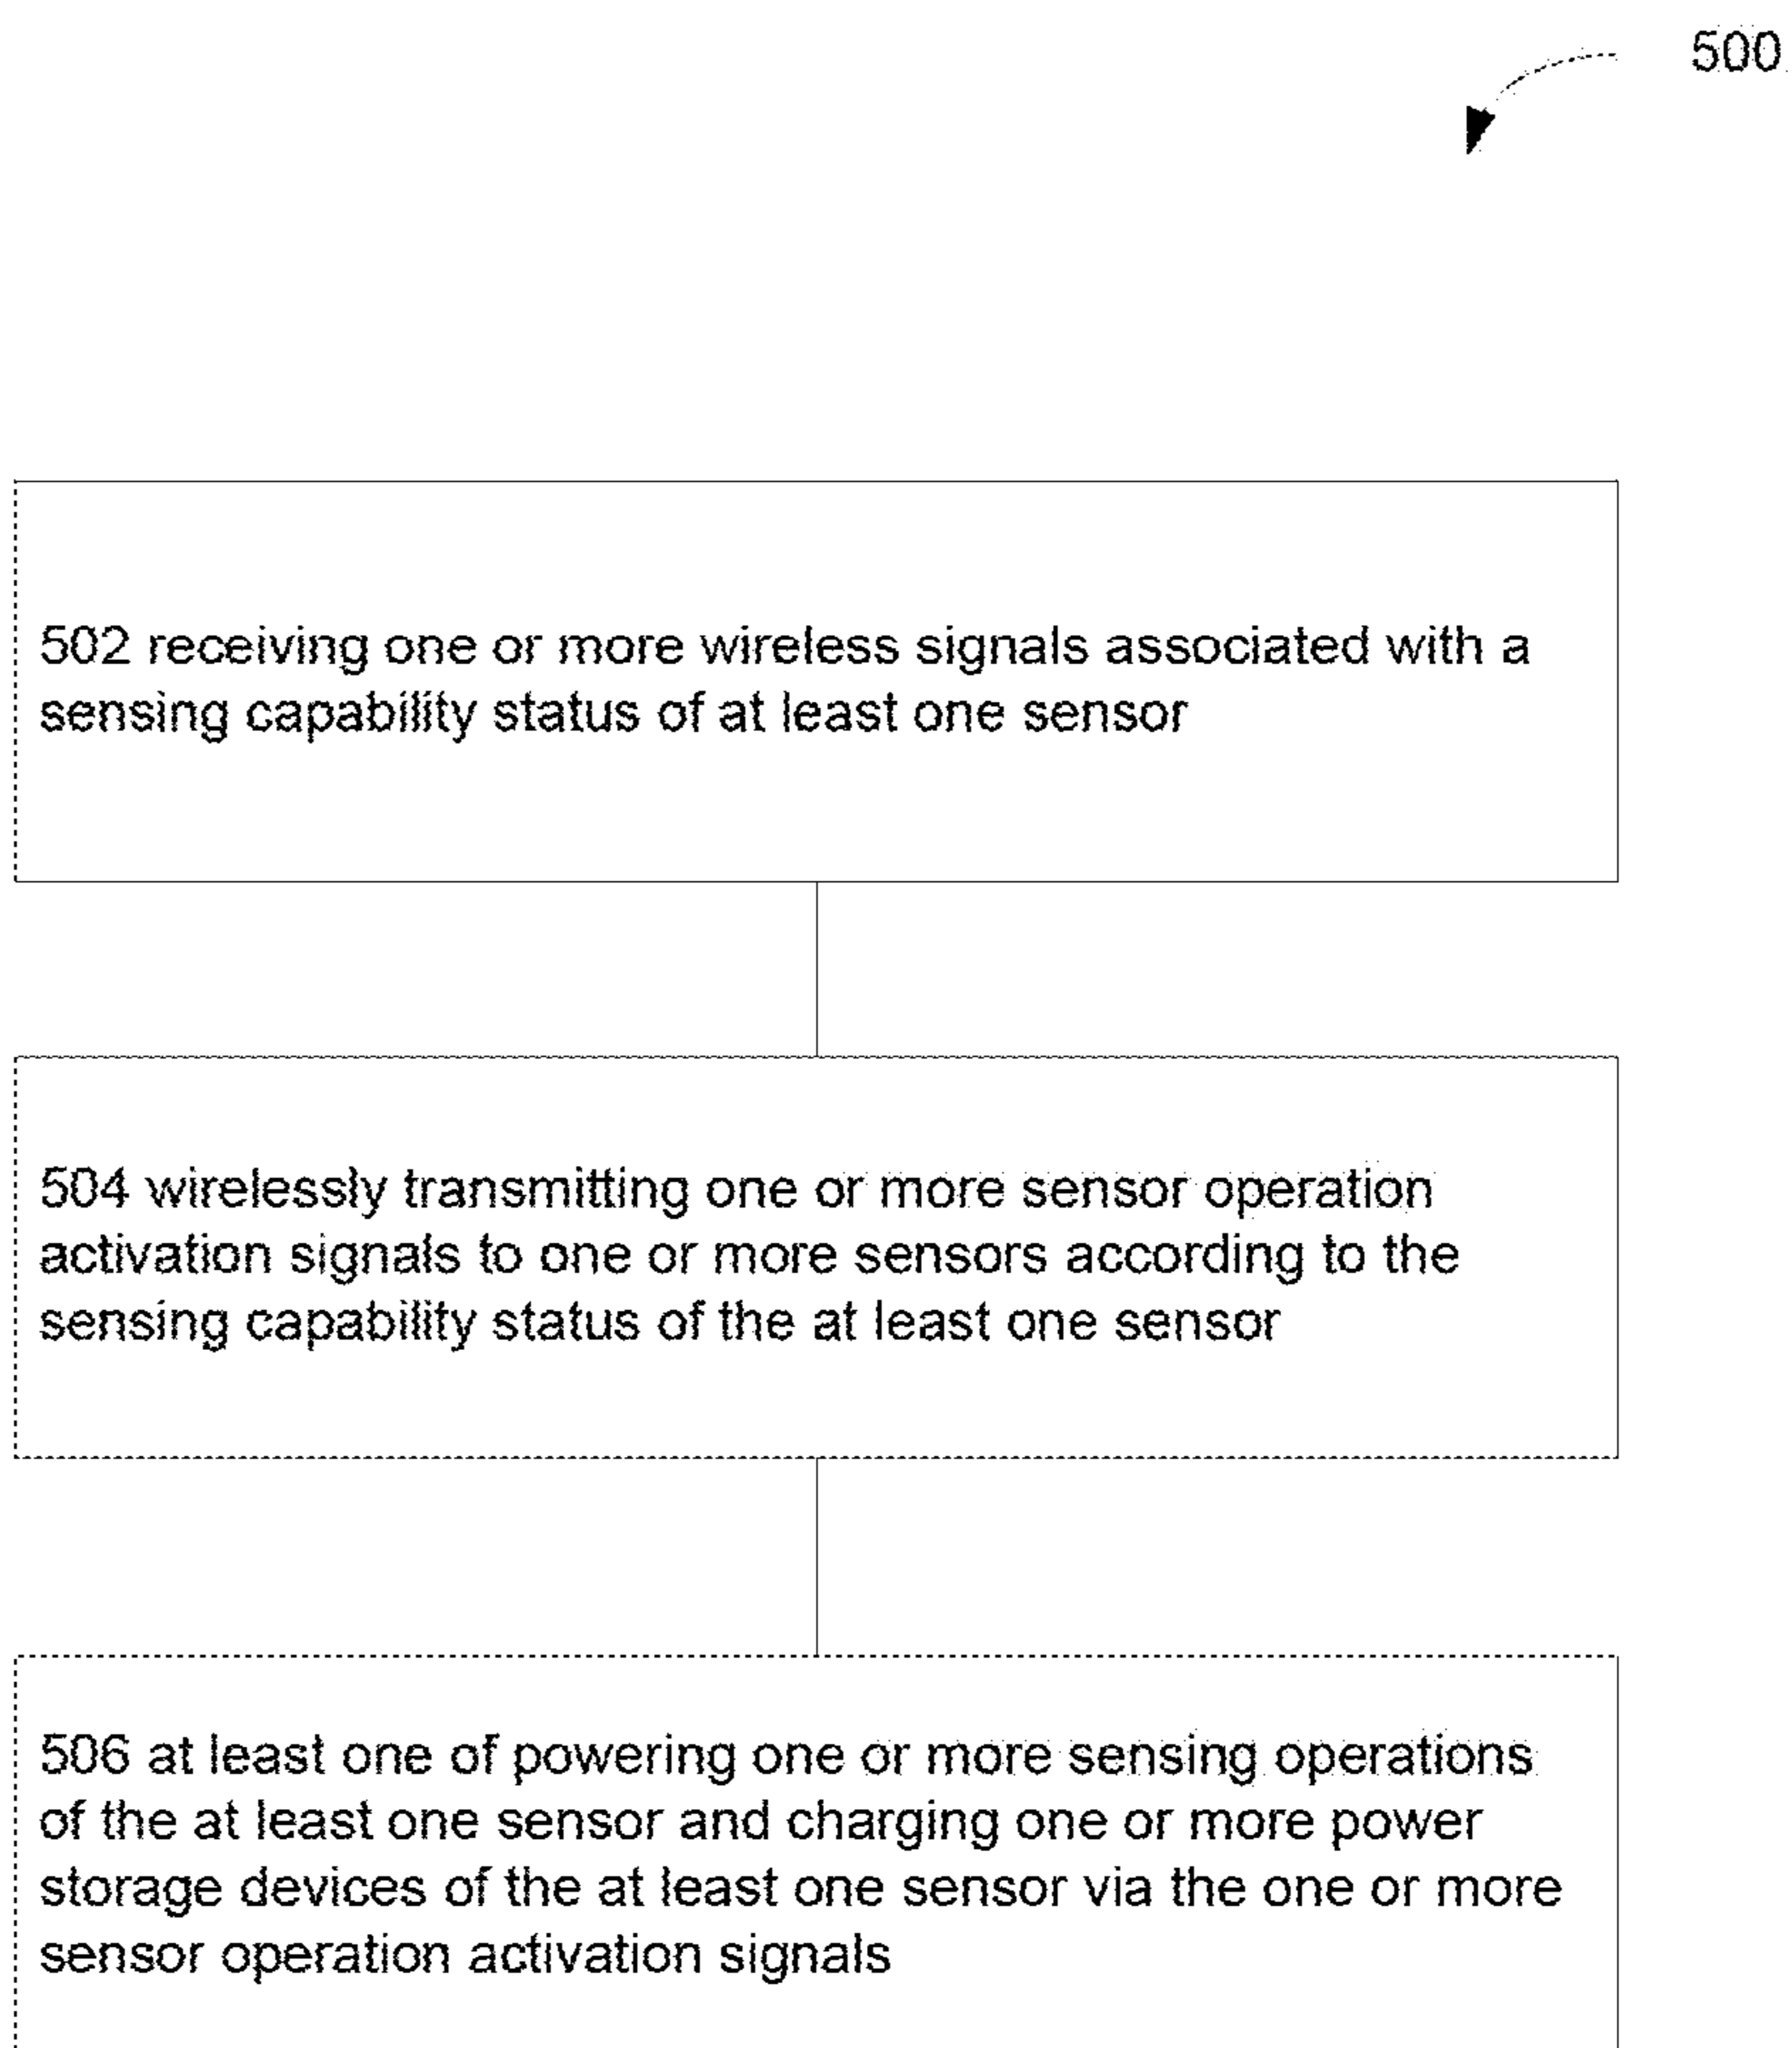 500
502 receiving one or more wireless signals associated with a
sensing capability status of at least one sensor
504 wirelessly transmitting one or more sensor operation
activation signals to one or more sensors according to the
sensing capability status of the at least one sensor
506 at least one of powering one or more sensing operations
of the at least one sensor and charging one or more power
storage devices of the at least one sensor via the one or more
sensor operation activation signals